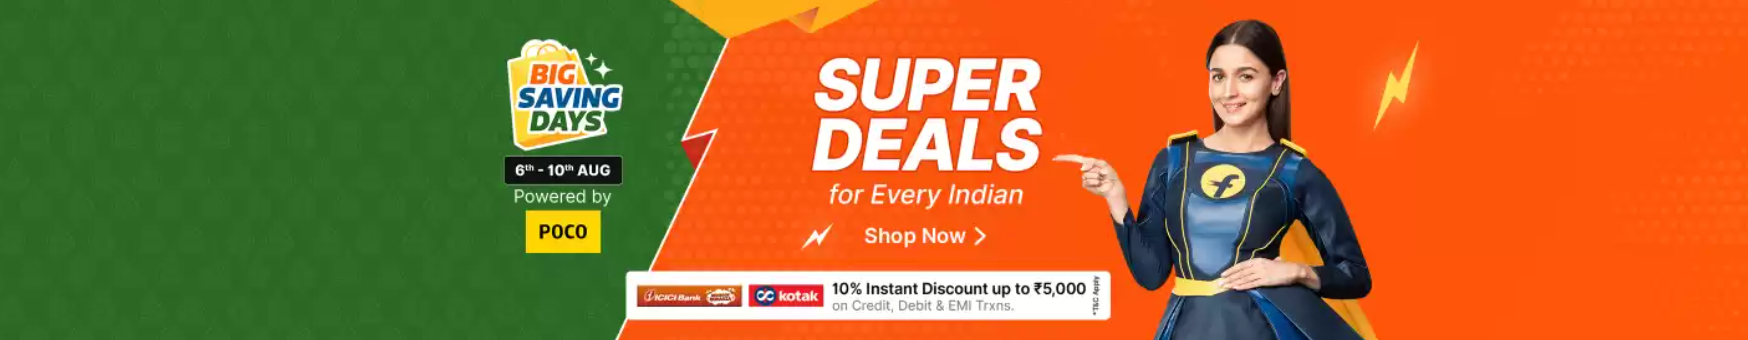 BIG
SAVING
DAYS
6th - 10th AUG
Powered by
POCO
SUPER
DEALS
for Every Indian
Shop Now >
f
ICICI Bank
kotak
10% Instant Discount up to ₹5,000
on Credit, Debit & EMI Trxns.
*T&C Apply